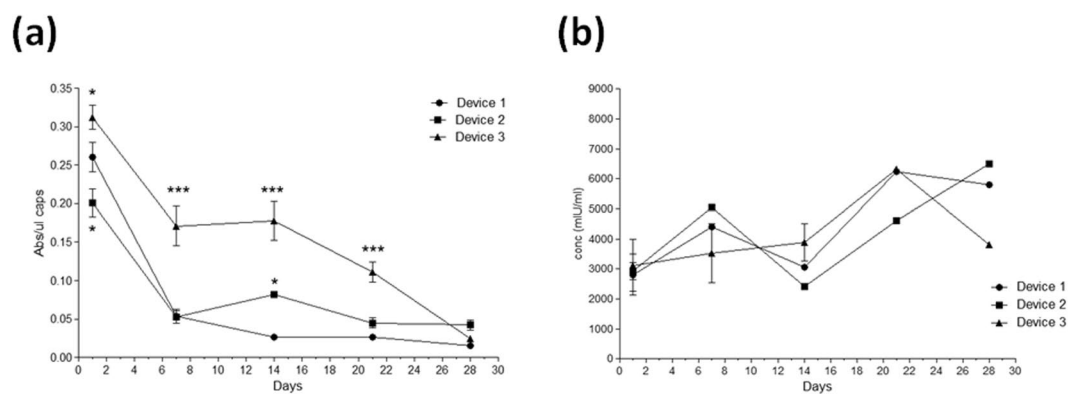 (a)
Abs/ul caps
0.35
0.30
0.25
0.20
0.15
0.10
0.05
0.00
*
*
***
***
*
***
Device 1
Device 2
Device 3
0 2 4 6 8 10 12 14 16 18 20 22 24 26 28 30
Days
(b)
conc (mIU/ml)
9000
8000
7000
6000
5000
4000
3000
2000
1000
0
Device 1
Device 2
Device 3
0 2 4 6 8 10 12 14 16 18 20 22 24 26 28 30
Days